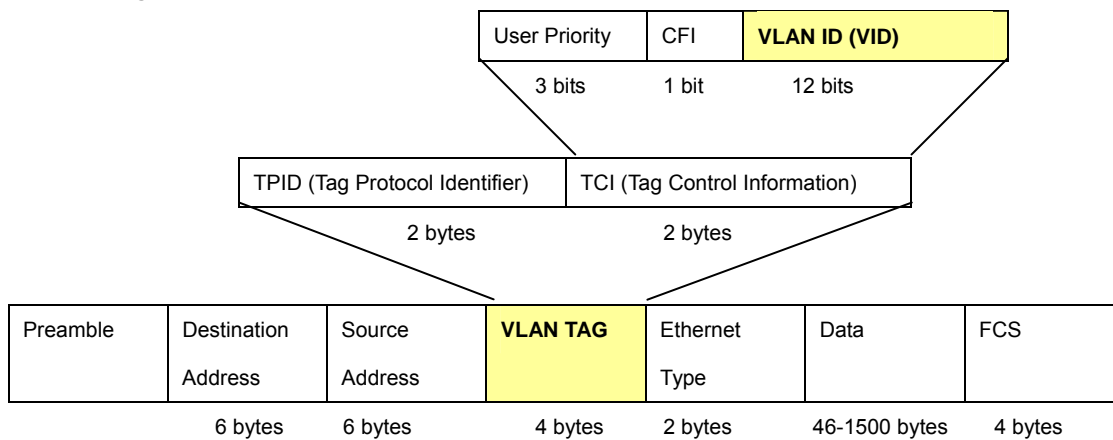 User Priority CFI VLAN ID (VID)
3 bits 1 bit 12 bits
TPID (Tag Protocol Identifier) TCI (Tag Control Information)
2 bytes 2 bytes
Preamble Destination Address Source Address VLAN TAG Ethernet Type Data FCS
6 bytes 6 bytes 4 bytes 2 bytes 46-1500 bytes 4 bytes